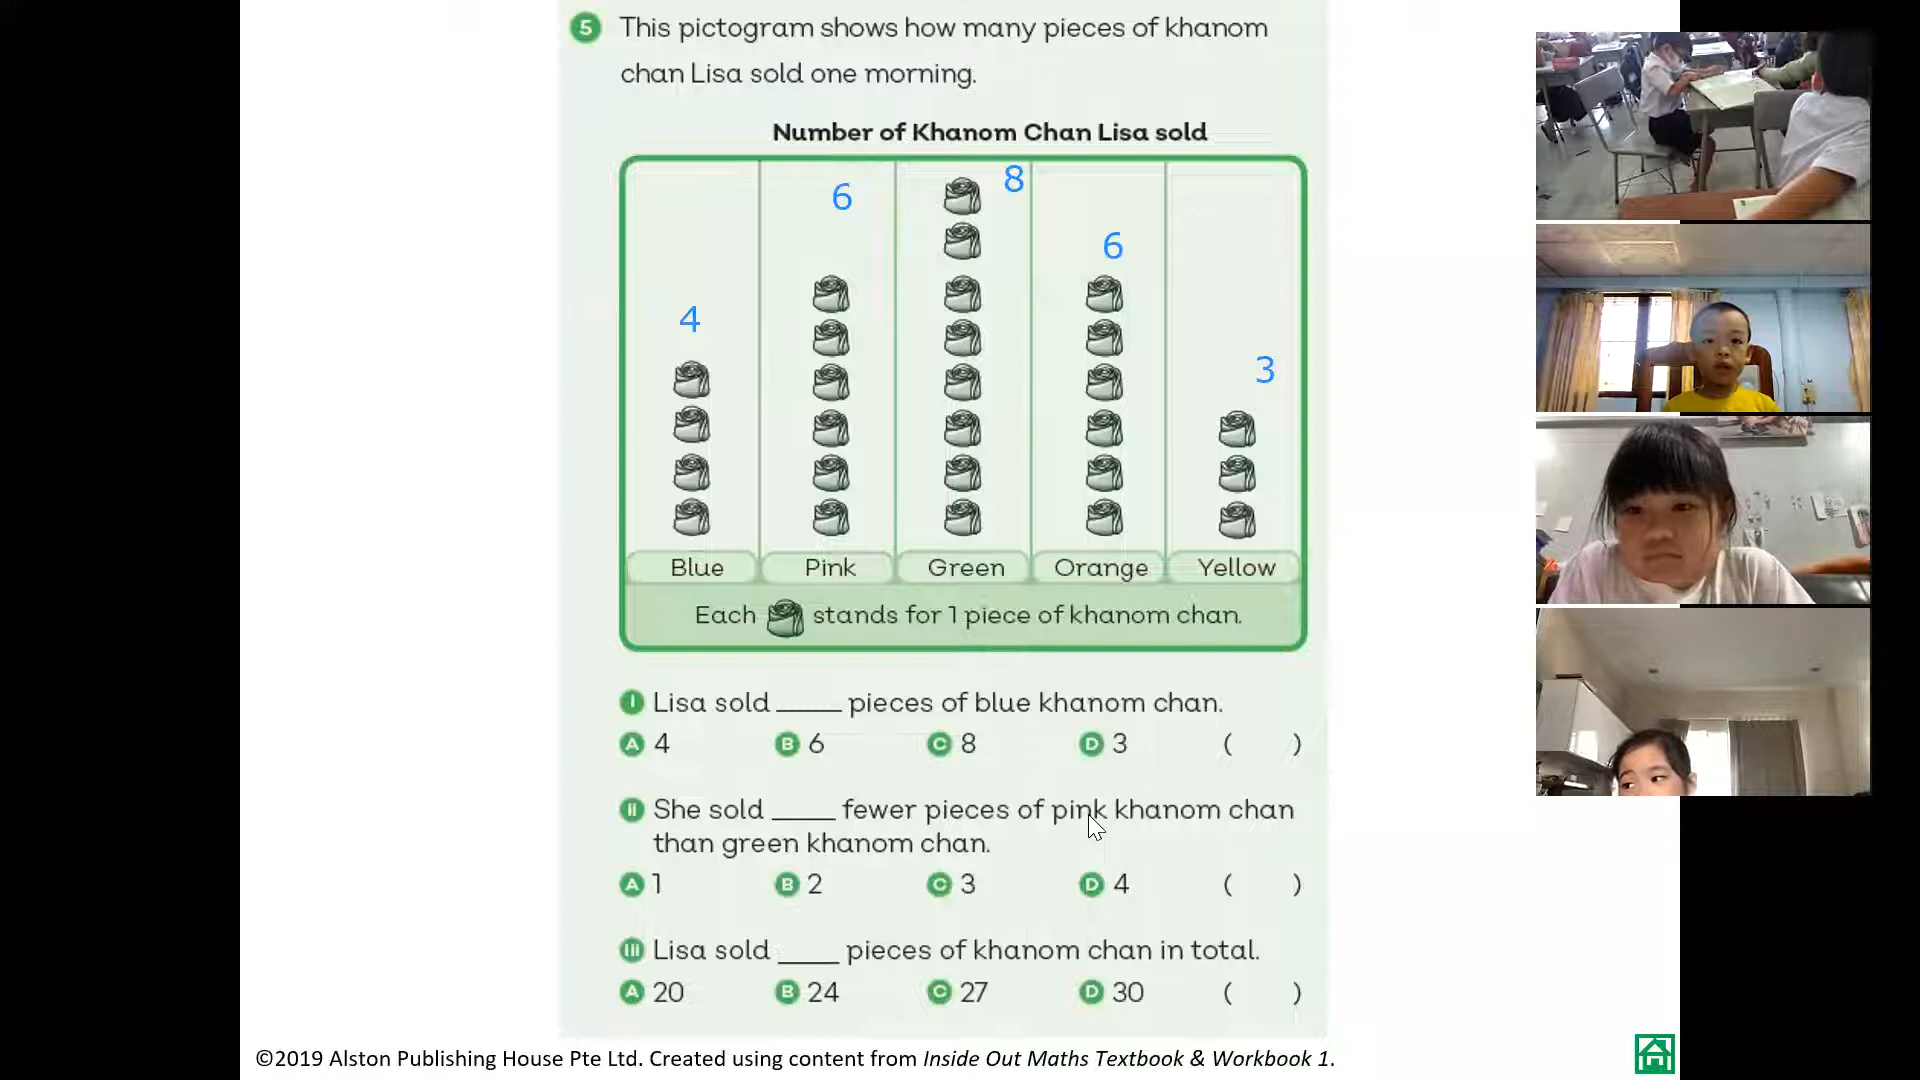 5 This pictogram shows how many pieces of khanom
chan Lisa sold one morning.
Number of Khanom Chan Lisa sold
4 6 8 6 3
Blue Pink Green Orange Yellow
Each stands for 1 piece of khanom chan.
i Lisa sold _____ pieces of blue khanom chan.
A 4 B 6 C 8 D 3 ( )
ii She sold _____ fewer pieces of pink khanom chan
than green khanom chan.
A 1 B 2 C 3 D 4 ( )
iii Lisa sold _____ pieces of khanom chan in total.
A 20 B 24 C 27 D 30 ( )
©2019 Alston Publishing House Pte Ltd. Created using content from Inside Out Maths Textbook & Workbook 1.